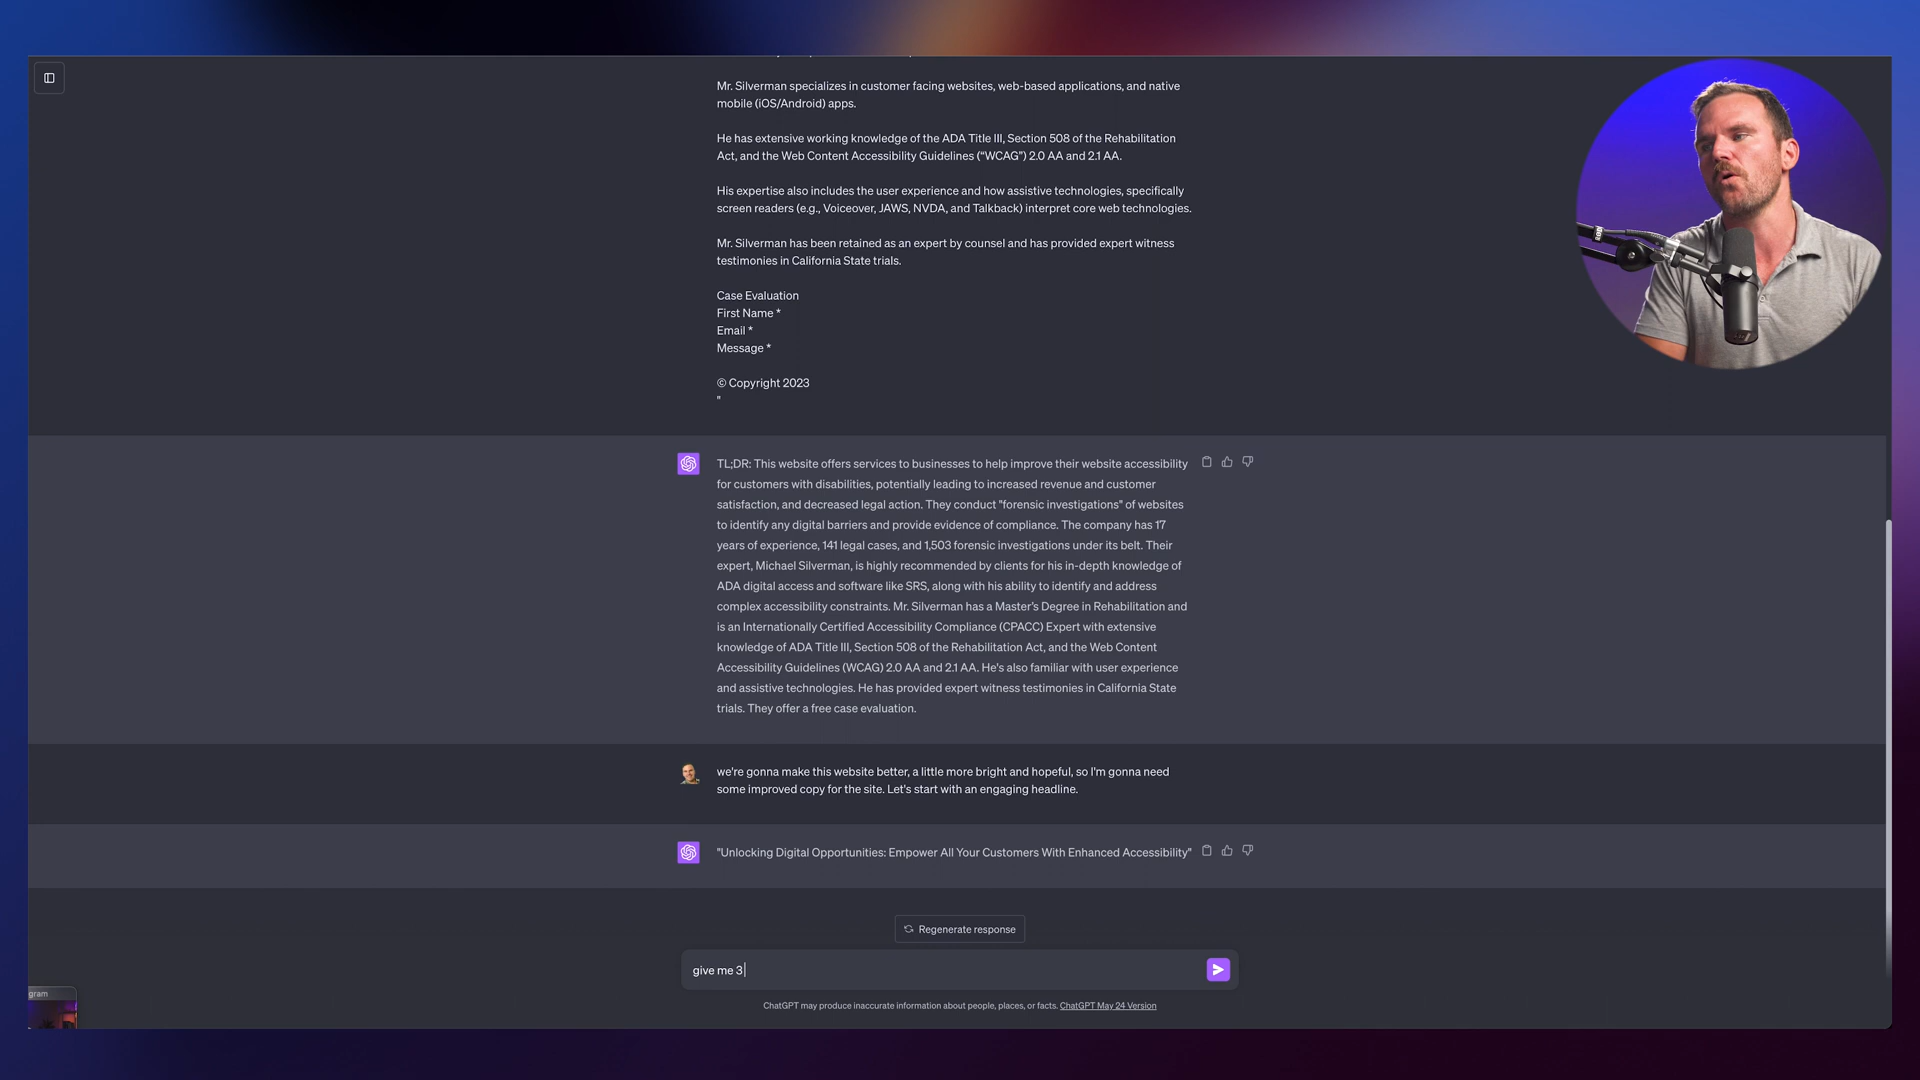 Mr. Silverman specializes in customer facing websites, web-based applications, and native
mobile (iOS/Android) apps.
He has extensive working knowledge of the ADA Title III, Section 508 of the Rehabilitation
Act, and the Web Content Accessibility Guidelines (“WCAG”) 2.0 AA and 2.1 AA.
His expertise also includes the user experience and how assistive technologies, specifically
screen readers (e.g., Voiceover, JAWS, NVDA, and Talkback) interpret core web technologies.
Mr. Silverman has been retained as an expert by counsel and has provided expert witness
testimonies in California State trials.
Case Evaluation
First Name *
Email *
Message *
© Copyright 2023
"
TL;DR: This website offers services to businesses to help improve their website accessibility
for customers with disabilities, potentially leading to increased revenue and customer
satisfaction, and decreased legal action. They conduct "forensic investigations" of websites
to identify any digital barriers and provide evidence of compliance. The company has 17
years of experience, 141 legal cases, and 1,503 forensic investigations under its belt. Their
expert, Michael Silverman, is highly recommended by clients for his in-depth knowledge of
ADA digital access and software like SRS, along with his ability to identify and address
complex accessibility constraints. Mr. Silverman has a Master's Degree in Rehabilitation and
is an Internationally Certified Accessibility Compliance (CPACC) Expert with extensive
knowledge of ADA Title III, Section 508 of the Rehabilitation Act, and the Web Content
Accessibility Guidelines (WCAG) 2.0 AA and 2.1 AA. He's also familiar with user experience
and assistive technologies. He has provided expert witness testimonies in California State
trials. They offer a free case evaluation.
we're gonna make this website better, a little more bright and hopeful, so I'm gonna need
some improved copy for the site. Let's start with an engaging headline.
"Unlocking Digital Opportunities: Empower All Your Customers With Enhanced Accessibility"
Regenerate response
give me 3
gram
ChatGPT may produce inaccurate information about people, places, or facts. ChatGPT May 24 Version